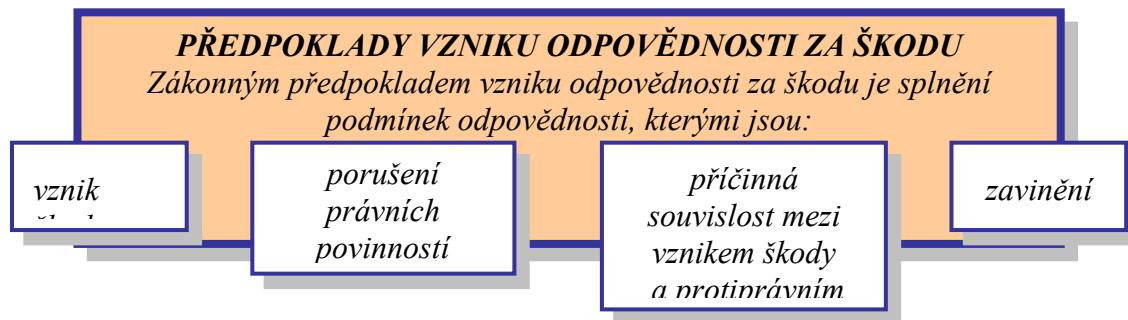 PŘEDPOKLADY VZNIKU ODPOVĚDNOSTI ZA ŠKODU
Zákonným předpokladem vzniku odpovědnosti za škodu je splnění
podmínek odpovědnosti, kterými jsou:
vznik
porušení
právních
povinností
příčinná
souvislost mezi
vznikem škody
a protiprávním
zavinění